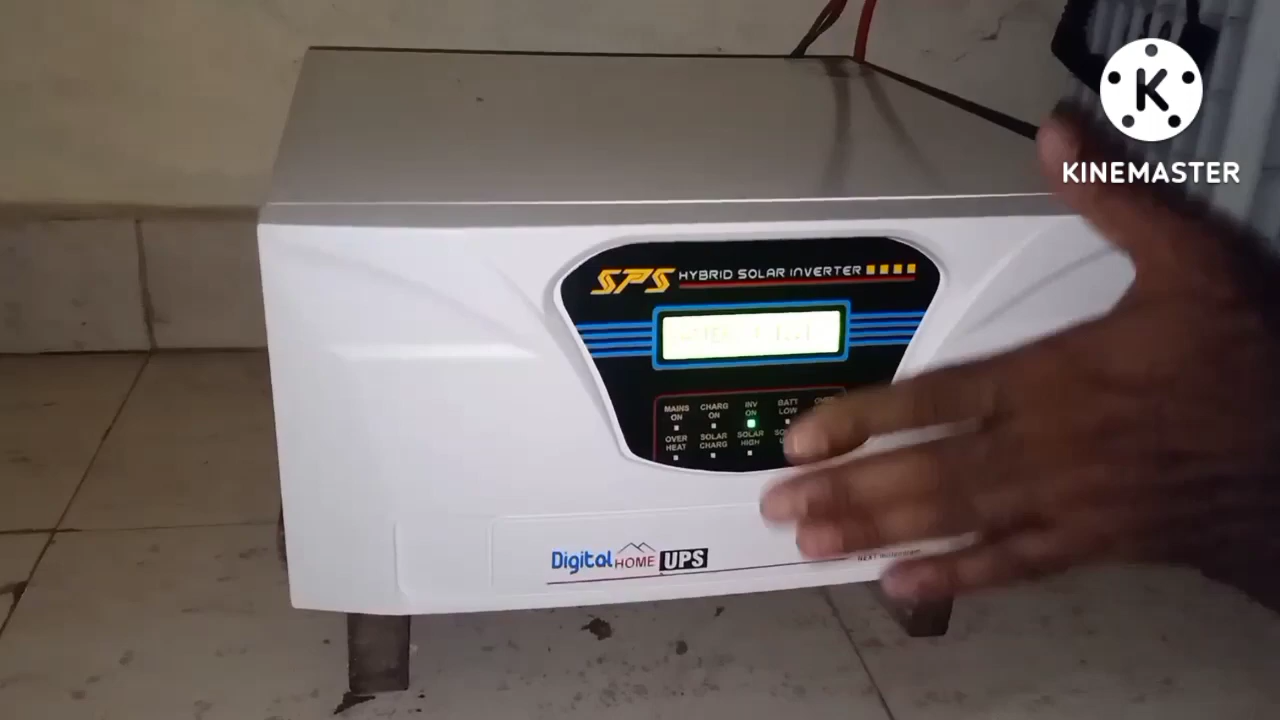 K
KINEMASTER
SPS HYBRID SOLAR INVERTER
MAINS ON
CHARG ON
INV ON
BATT LOW
OVER HEAT
SOLAR CHARG
SOLAR HIGH
Digital HOME UPS
NEXT